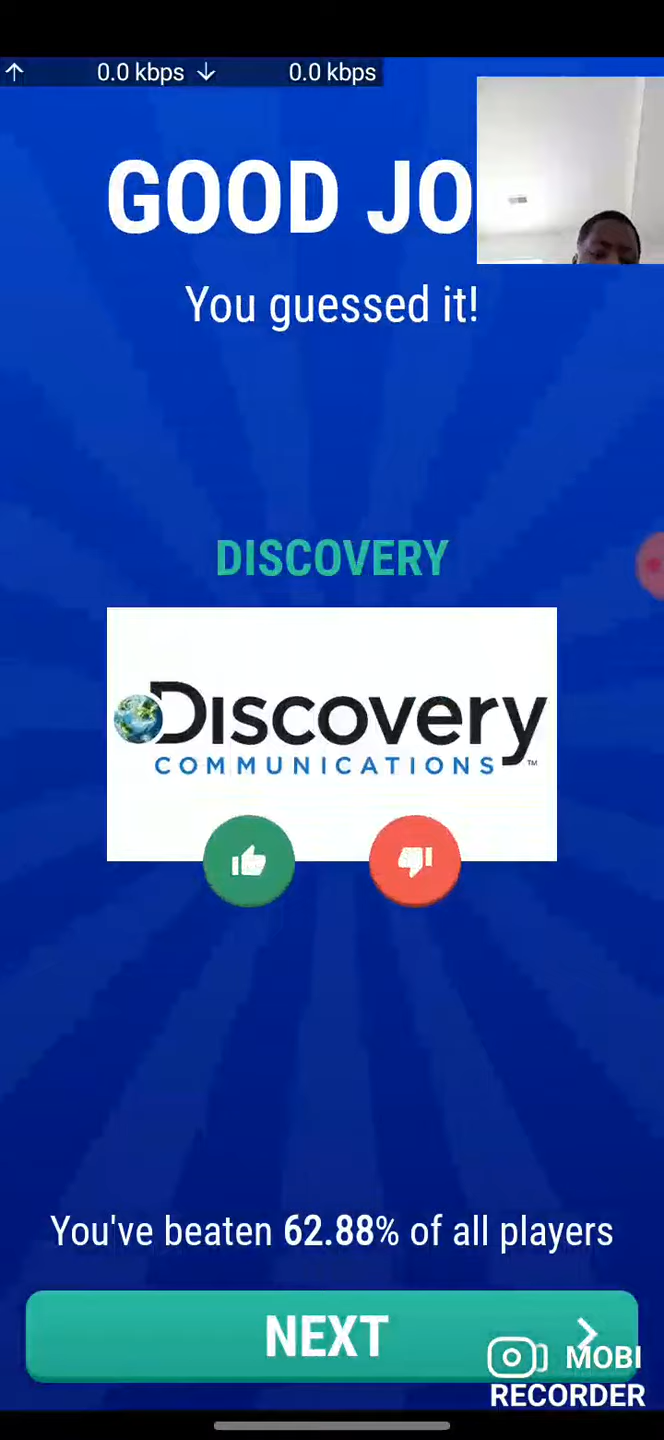 0.0 kbps 0.0 kbps
GOOD JO
You guessed it!
DISCOVERY
Discovery
COMMUNICATIONS
TM
You've beaten 62.88% of all players
NEXT
MOBI
RECORDER